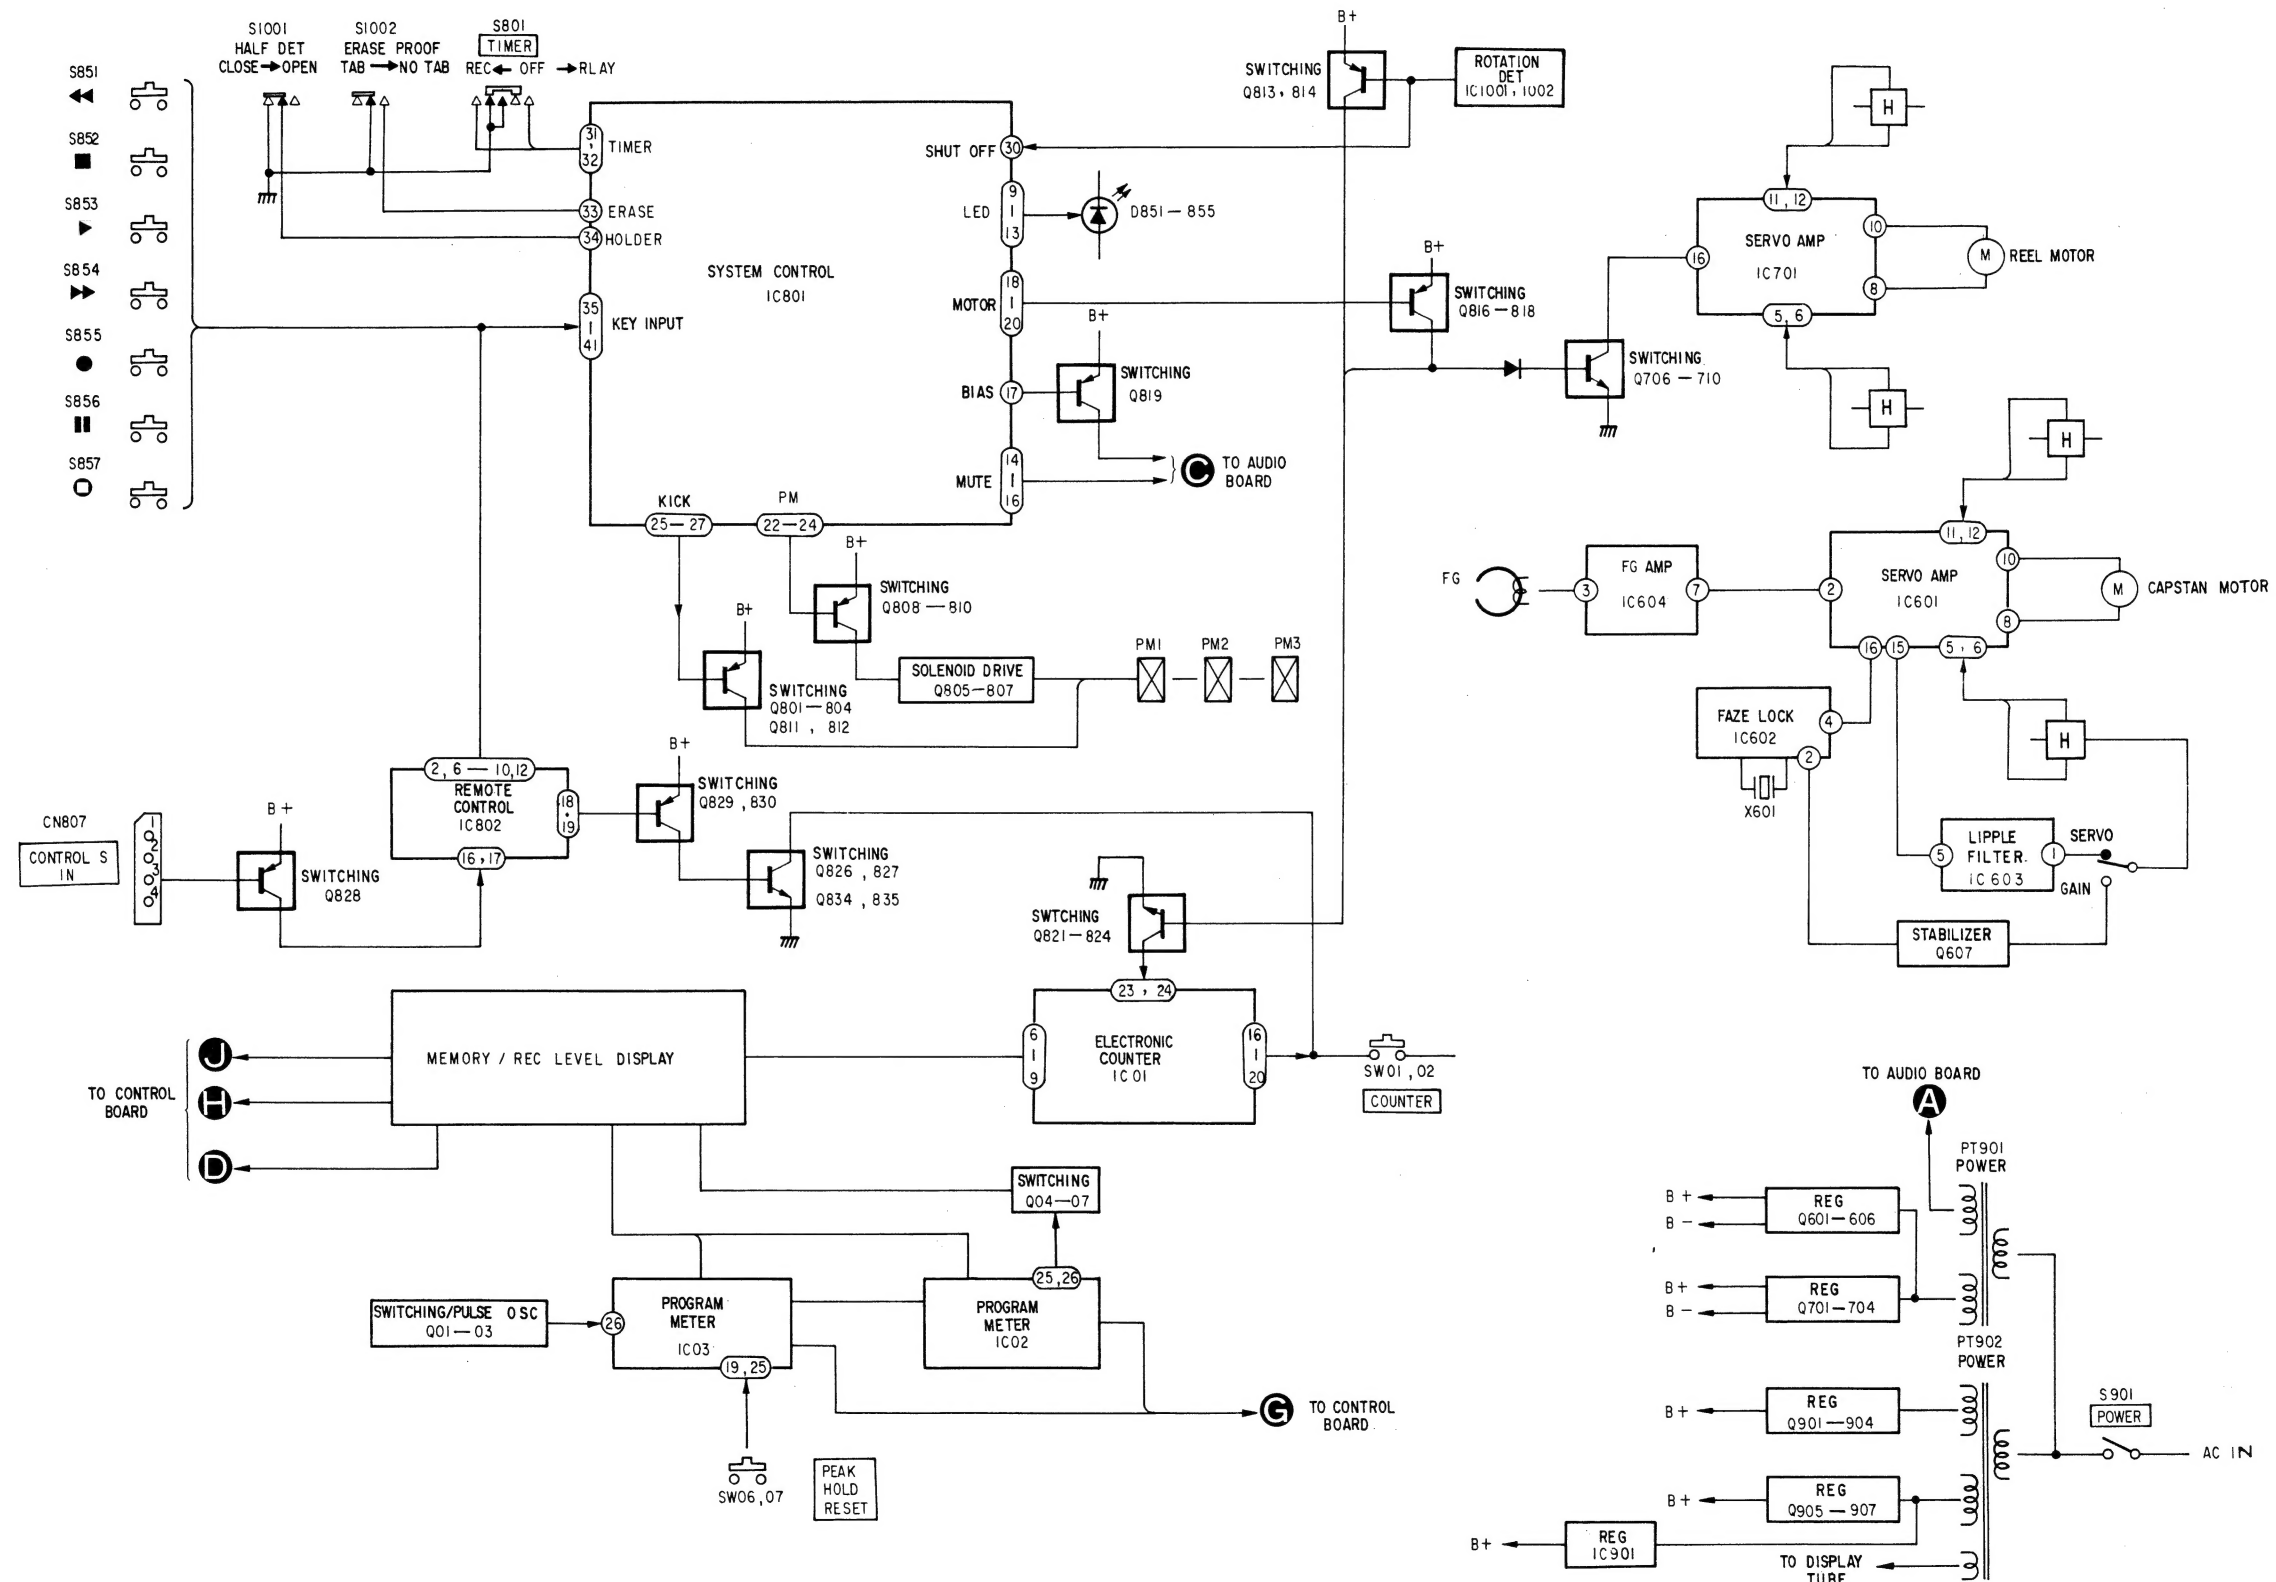 S1001
HALF DET
CLOSE→OPEN
S1002
ERASE PROOF
TAB→NO TAB
S801
TIMER
REC← OFF →RLAY
S851
S852
S853
S854
S855
S856
S857
31
,
32
TIMER
33
ERASE
34
HOLDER
35
41
KEY INPUT
SYSTEM CONTROL
IC801
SHUT OFF
30
LED
9
13
D851—855
MOTOR
18
20
BIAS
17
MUTE
14
16
KICK
25—27
PM
22—24
B+
SWITCHING
Q813, 814
ROTATION
DET
IC1001, 1002
B+
SWITCHING
Q816—818
B+
SWITCHING
Q819
C
TO AUDIO
BOARD
SWITCHING
Q706—710
H
11, 12
SERVO AMP
IC701
16
10
8
5, 6
M
REEL MOTOR
H
H
FG
3
FG AMP
IC604
7
2
11, 12
SERVO AMP
IC601
10
8
M
CAPSTAN MOTOR
16
15
5, 6
FAZE LOCK
IC602
4
2
X601
H
5
LIPPLE
FILTER.
IC603
1
SERVO
GAIN
STABILIZER
Q607
B+
SWITCHING
Q808—810
B+
SWITCHING
Q801—804
Q811, 812
SOLENOID DRIVE
Q805—807
PM1
PM2
PM3
2, 6 — 10,12
REMOTE
CONTROL
IC802
18
19
16,17
CN807
CONTROL S
IN
1
2
3
4
B+
SWITCHING
Q828
B+
SWITCHING
Q829, 830
SWITCHING
Q826, 827
Q834, 835
SWTCHING
Q821—824
23, 24
6
9
ELECTRONIC
COUNTER
IC01
16
20
SW01, 02
COUNTER
MEMORY / REC LEVEL DISPLAY
J
H
D
TO CONTROL
BOARD
SWITCHING
Q04—07
SWITCHING/PULSE OSC
Q01—03
26
PROGRAM
METER
IC03
19, 25
25,26
PROGRAM
METER
IC02
G
TO CONTROL
BOARD
SW06,07
PEAK
HOLD
RESET
TO AUDIO BOARD
A
PT901
POWER
B+
B-
REG
Q601—606
B+
B-
REG
Q701—704
PT902
POWER
B+
REG
Q901—904
S901
POWER
AC IN
B+
REG
Q905—907
B+
REG
IC901
TO DISPLAY
TUBE